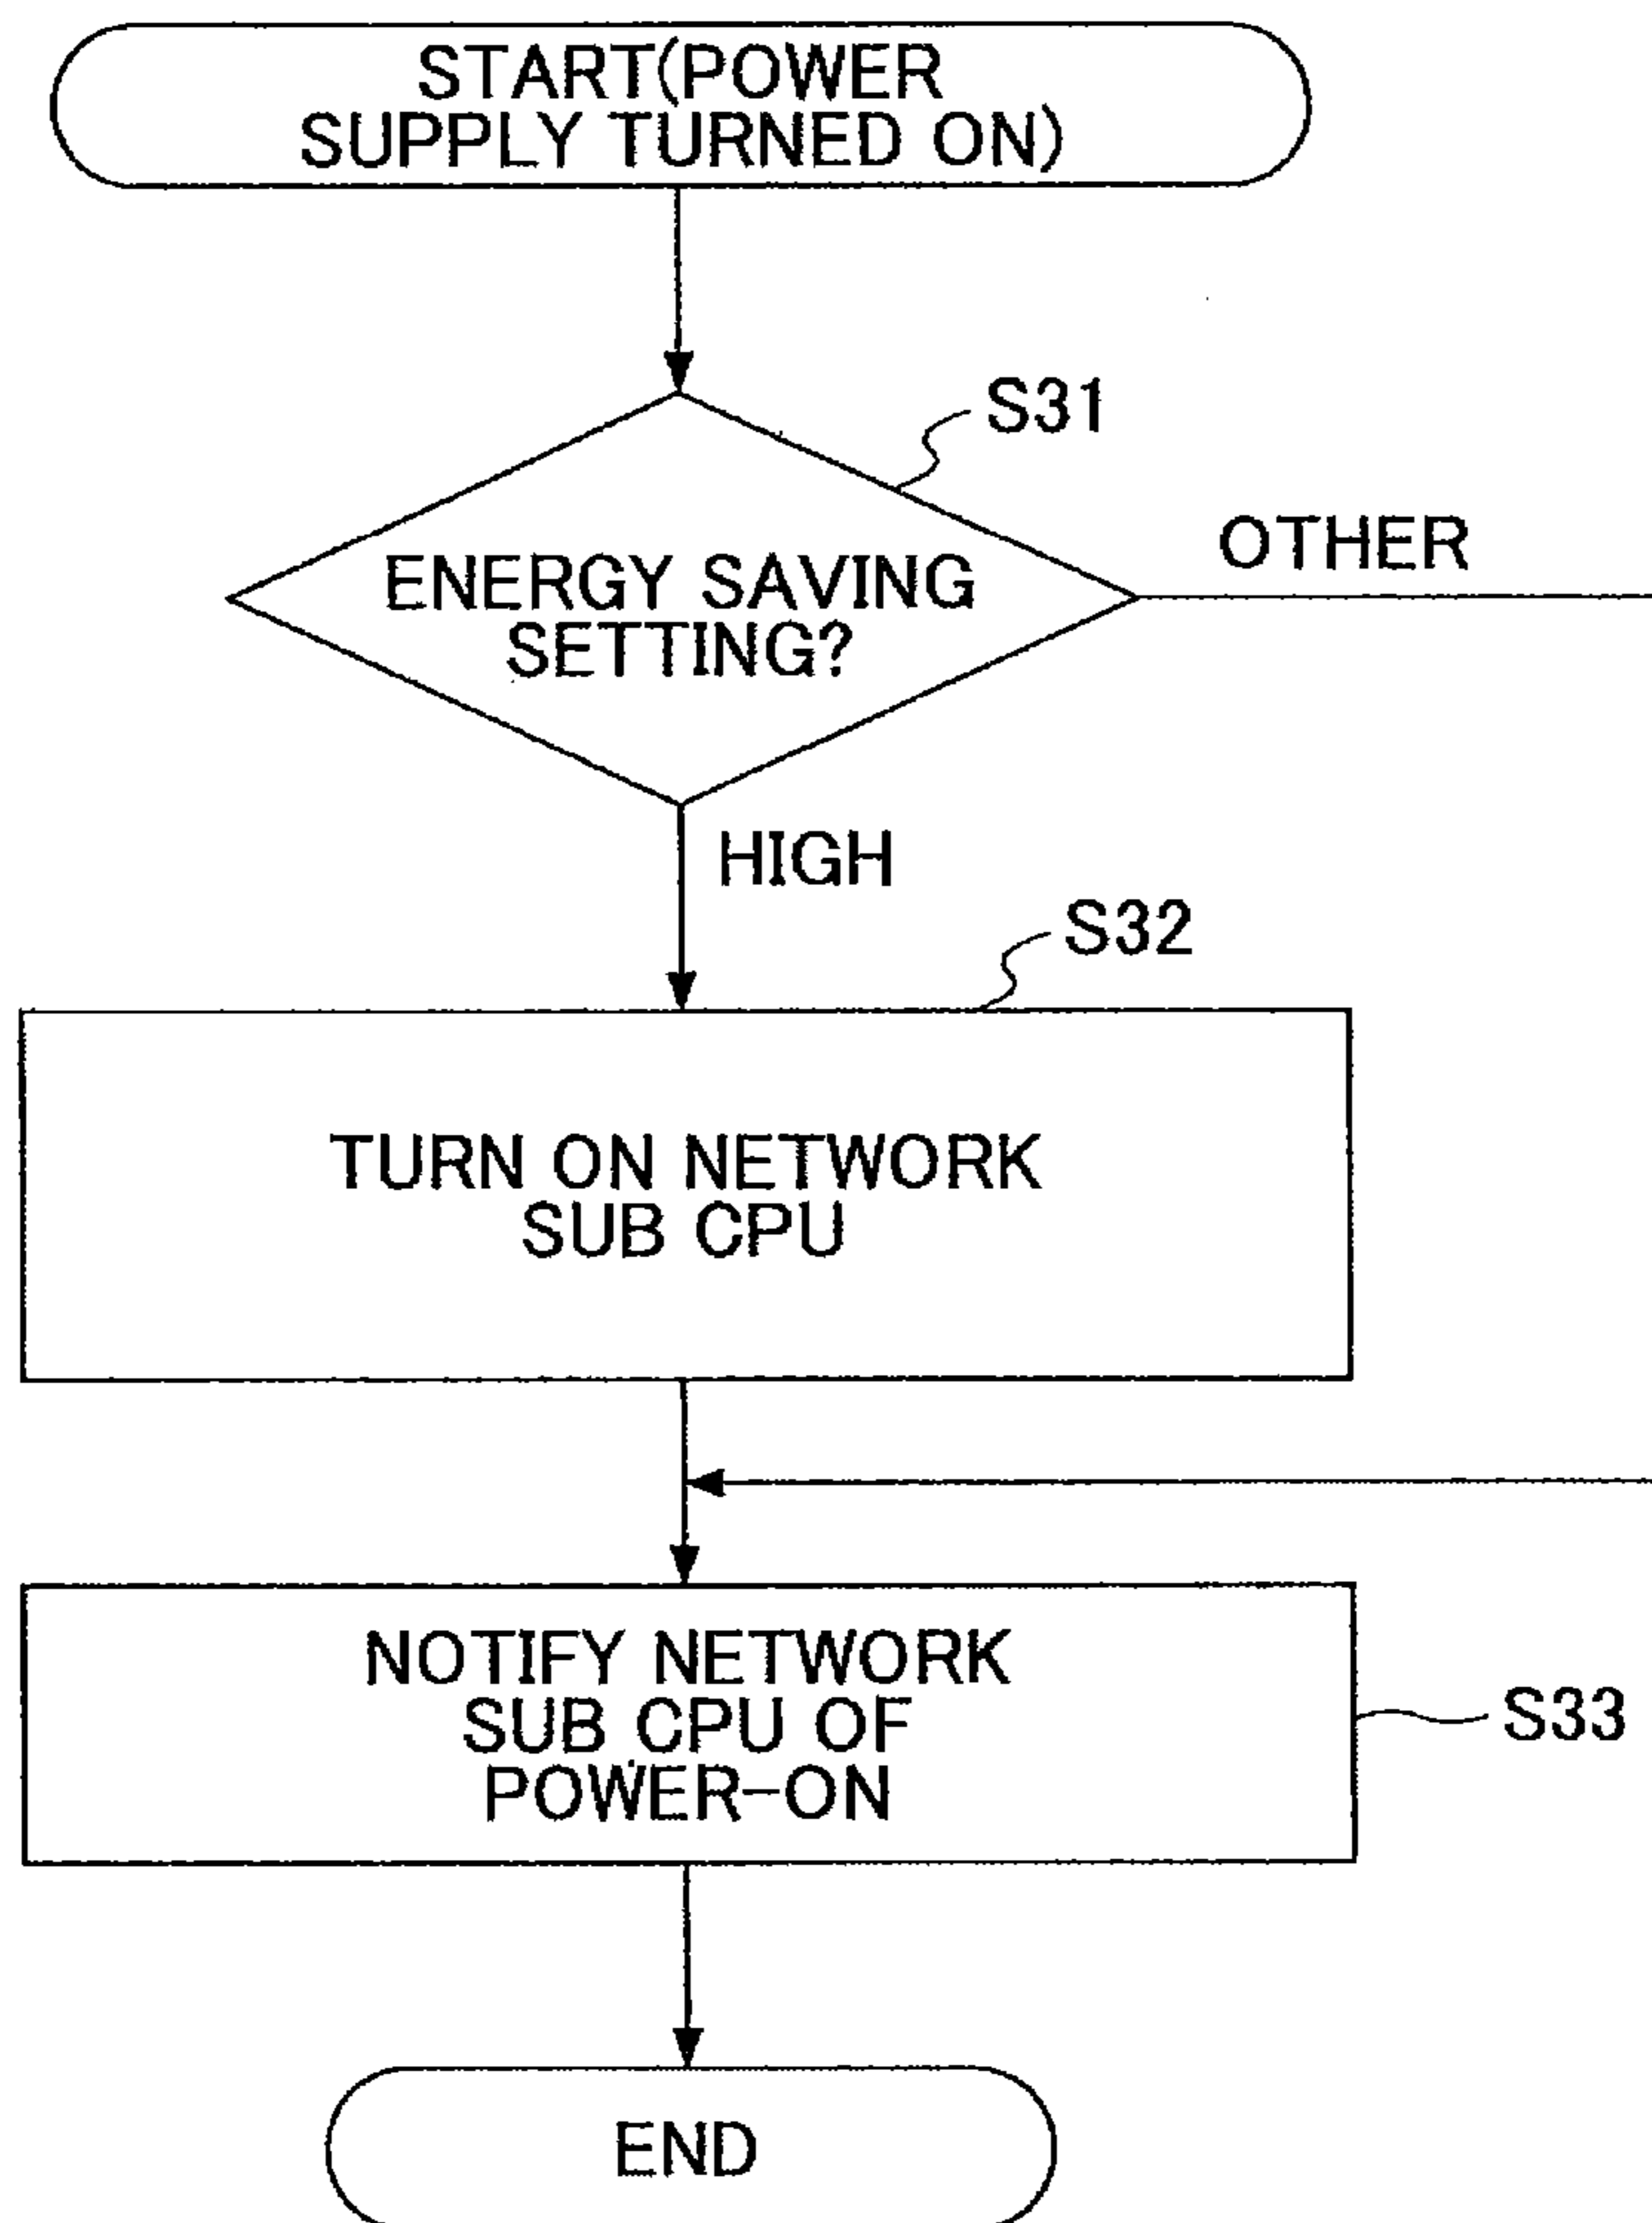 START(POWER
SUPPLY TURNED ON)
S31
ENERGY SAVING
SETTING?
OTHER
HIGH
S32
TURN ON NETWORK
SUB CPU
NOTIFY NETWORK
SUB CPU OF
POWER-ON
S33
END